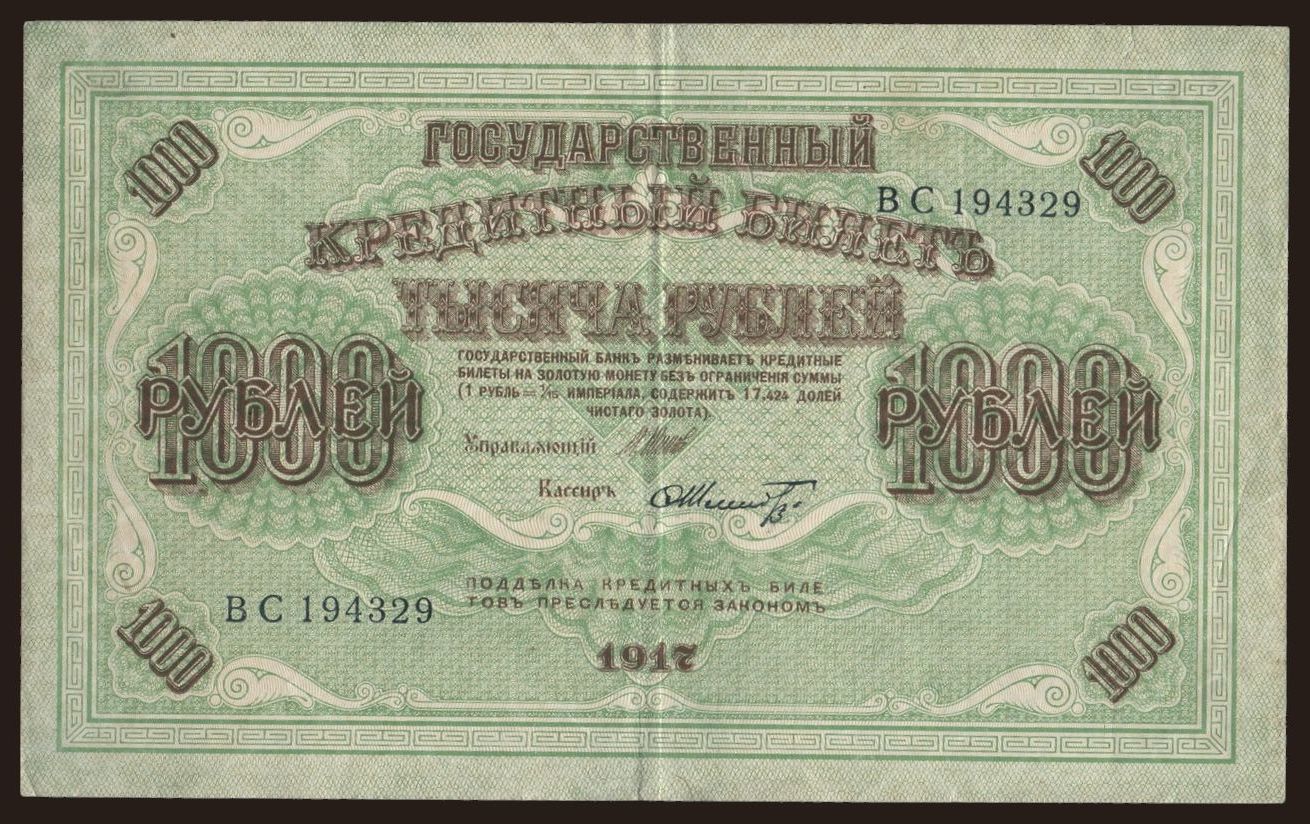 1000
1000
ГОСУДАРСТВЕННЫЙ
КРЕДИТНЫЙ БИЛЕТЪ
ВС 194329
ТЫСЯЧА РУБЛЕЙ
1000
РУБЛЕЙ
1000
РУБЛЕЙ
ГОСУДАРСТВЕННЫЙ БАНКЪ РАЗМѢНИВАЕТЪ КРЕДИТНЫЕ
БИЛЕТЫ НА ЗОЛОТУЮ МОНЕТУ БЕЗЪ ОГРАНИЧЕНІЯ СУММЫ
(1 РУБЛЬ = 1/15 ИМПЕРІАЛА, СОДЕРЖИТЪ 17,424 ДОЛЕЙ
ЧИСТАГО ЗОЛОТА).
Управляющій
Кассиръ
ПОДДѢЛКА КРЕДИТНЫХЪ БИЛЕ
ТОВЪ ПРЕСЛѢДУЕТСЯ ЗАКОНОМЪ
ВС 194329
1917
1000
1000